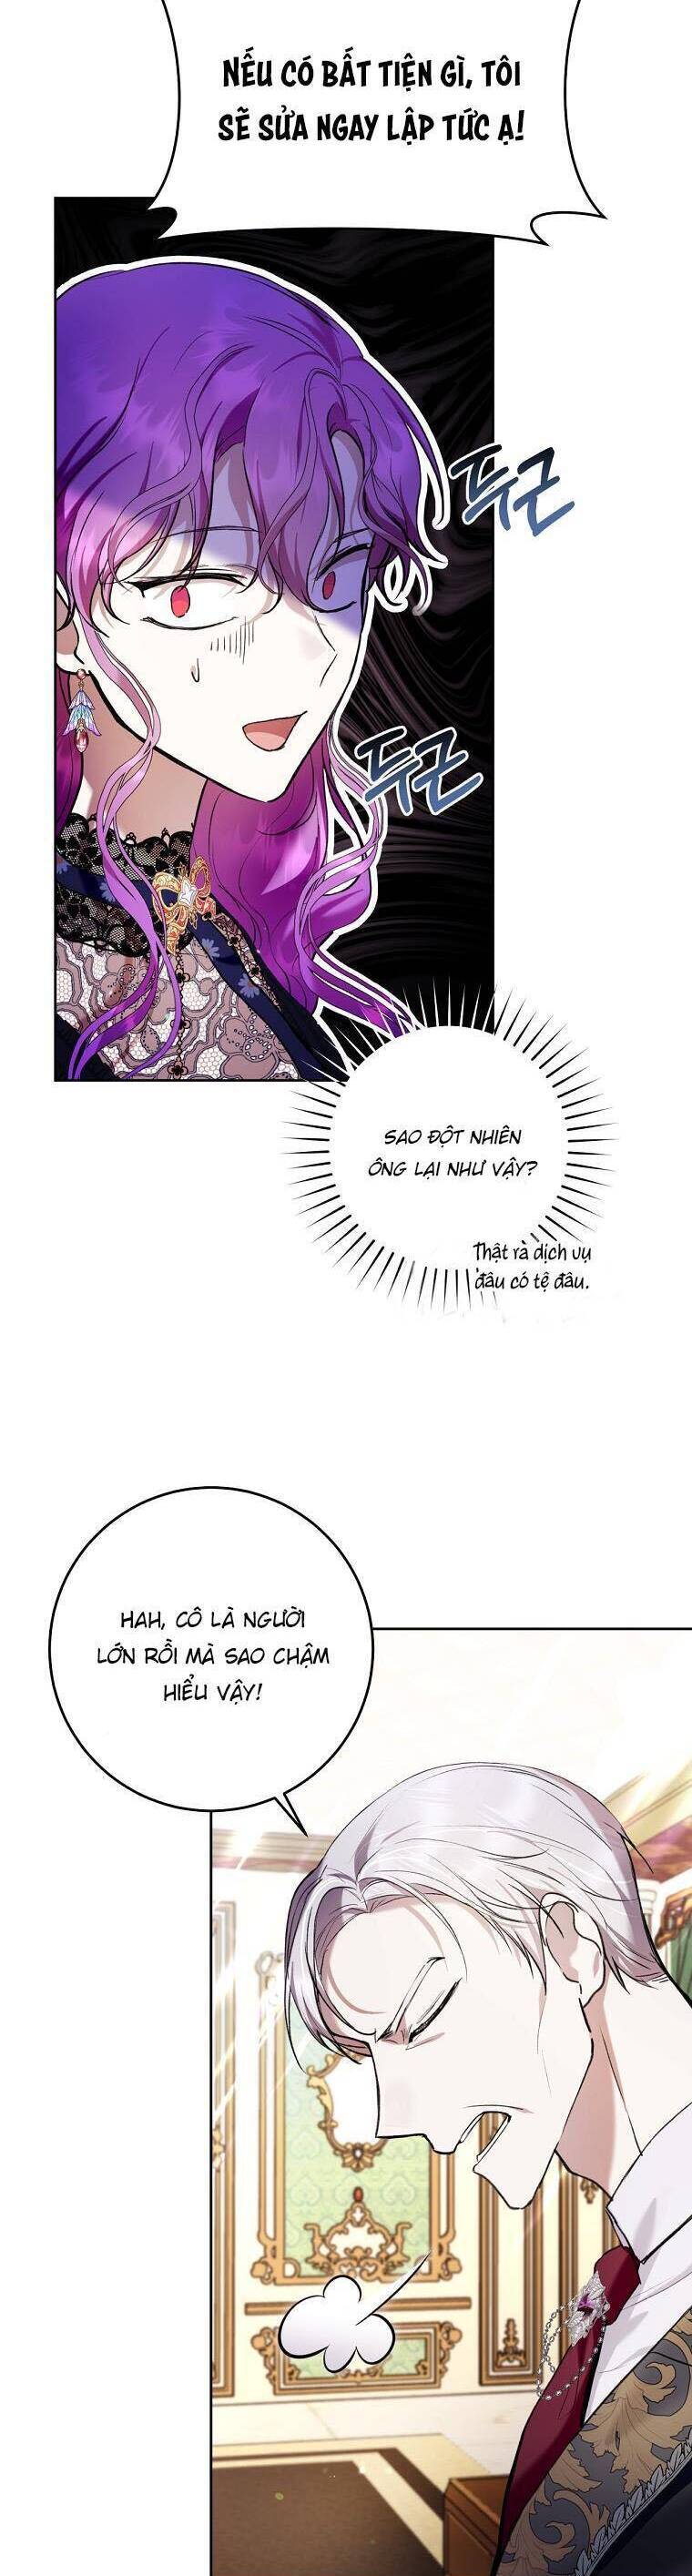 NẾU CÓ BẤT TIỆN GÌ, TÔI
SẼ SỬA NGAY LẬP TỨC Ạ!
두근
두근
SAO ĐỘT NHIÊN
ÔNG LẠI NHƯ VẬY?
Thật ra dịch vụ
đâu có tệ đâu.
HAH, CÔ LÀ NGƯỜI
LỚN RỒI MÀ SAO CHẬM
HIỂU VẬY!